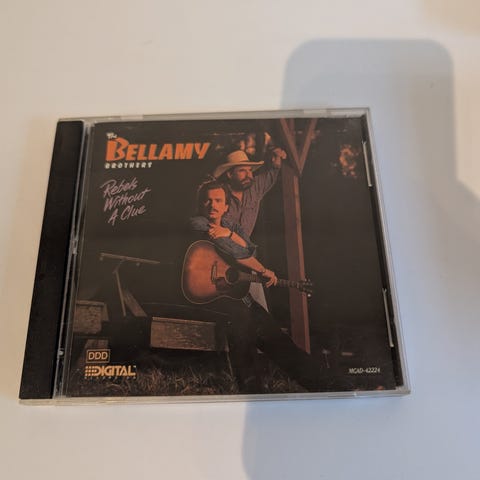 The
BELLAMY
BROTHERS
Rebels
Without
A Clue
DDD
DIGITAL
MCAD-42224